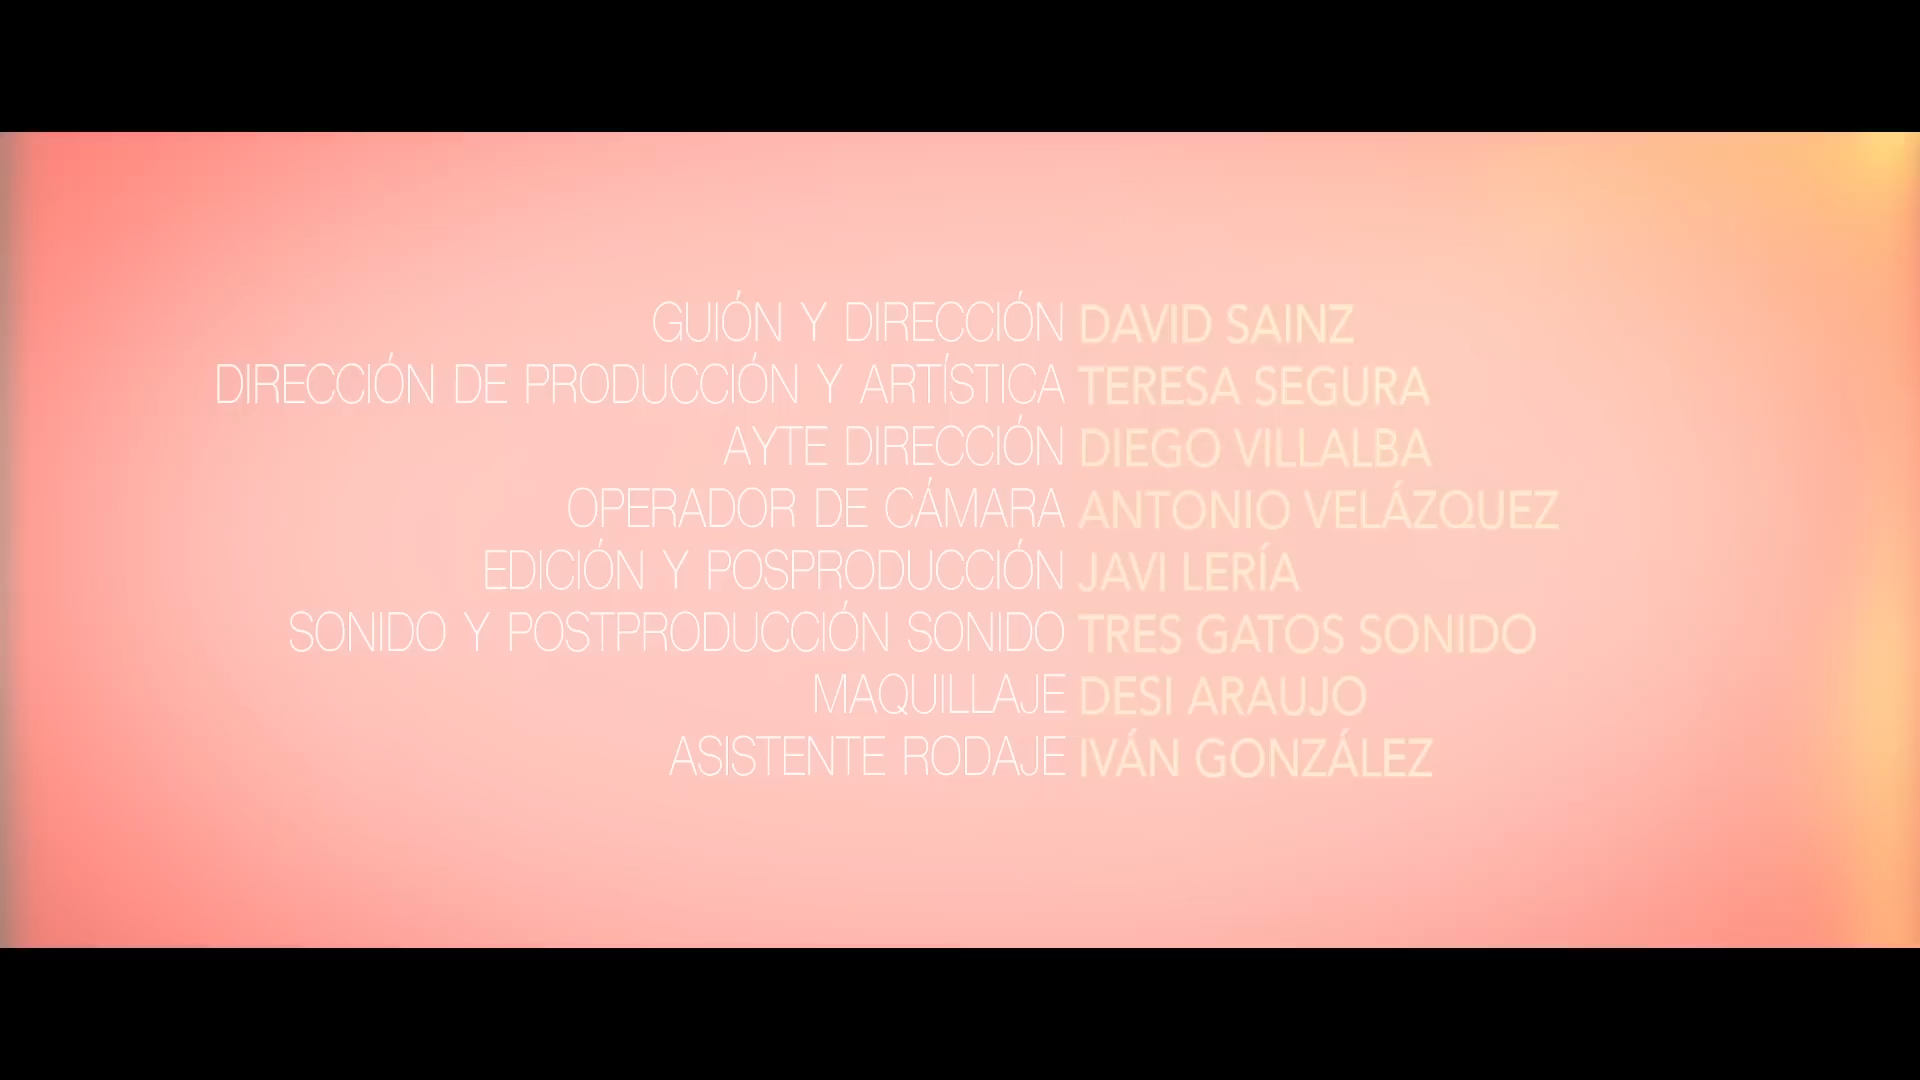 GUIÓN Y DIRECCIÓN DAVID SAINZ
DIRECCIÓN DE PRODUCCIÓN Y ARTÍSTICA TERESA SEGURA
AYTE DIRECCIÓN DIEGO VILLALBA
OPERADOR DE CÁMARA ANTONIO VELÁZQUEZ
EDICIÓN Y POSPRODUCCIÓN JAVI LERÍA
SONIDO Y POSTPRODUCCIÓN SONIDO TRES GATOS SONIDO
MAQUILLAJE DESI ARAUJO
ASISTENTE RODAJE IVÁN GONZÁLEZ